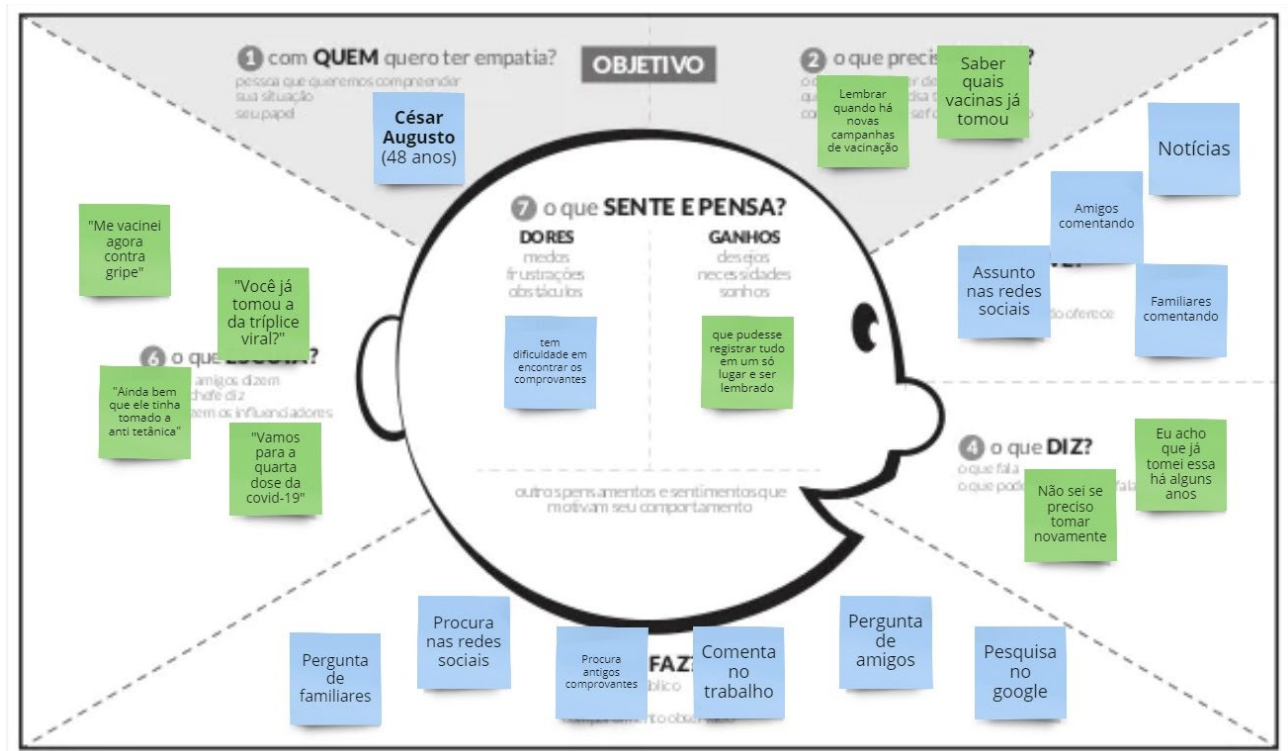 1 com QUEM quero ter empatia?
pessoa que queremos compreender
sua situação
seu papel
César
Augusto
(48 anos)
OBJETIVO
2 o que
Lembrar
quando há
novas
campanhas
de vacinação
Saber
quais
vacinas já
tomou
Notícias
Amigos
comentando
Assunto
nas redes
sociais
Familiares
comentando
oferece
4 o que DIZ?
o que fala
o que
Não sei se
preciso
tomar
novamente
Eu acho
que já
tomei essa
há alguns
anos
FAZ?
Pergunta
de
familiares
Procura
nas redes
sociais
Procura
antigos
comprovantes
Comenta
no
trabalho
Pergunta
de
amigos
Pesquisa
no
google
6 o que
amigos dizem
diz
os influenciadores
"Me vacinei
agora
contra
gripe"
"Você já
tomou a
da tríplice
viral?"
"Ainda bem
que ele tinha
tomado a
anti tetânica"
"Vamos
para a
quarta
dose da
covid-19"
7 o que SENTE E PENSA?
DORES
medos
frustrações
obstáculos
tem
dificuldade em
encontrar os
comprovantes
GANHOS
desejos
necessidades
sonhos
que pudesse
registrar tudo
em um só
lugar e ser
lembrado
outros pensamentos e sentimentos que
motivam seu comportamento